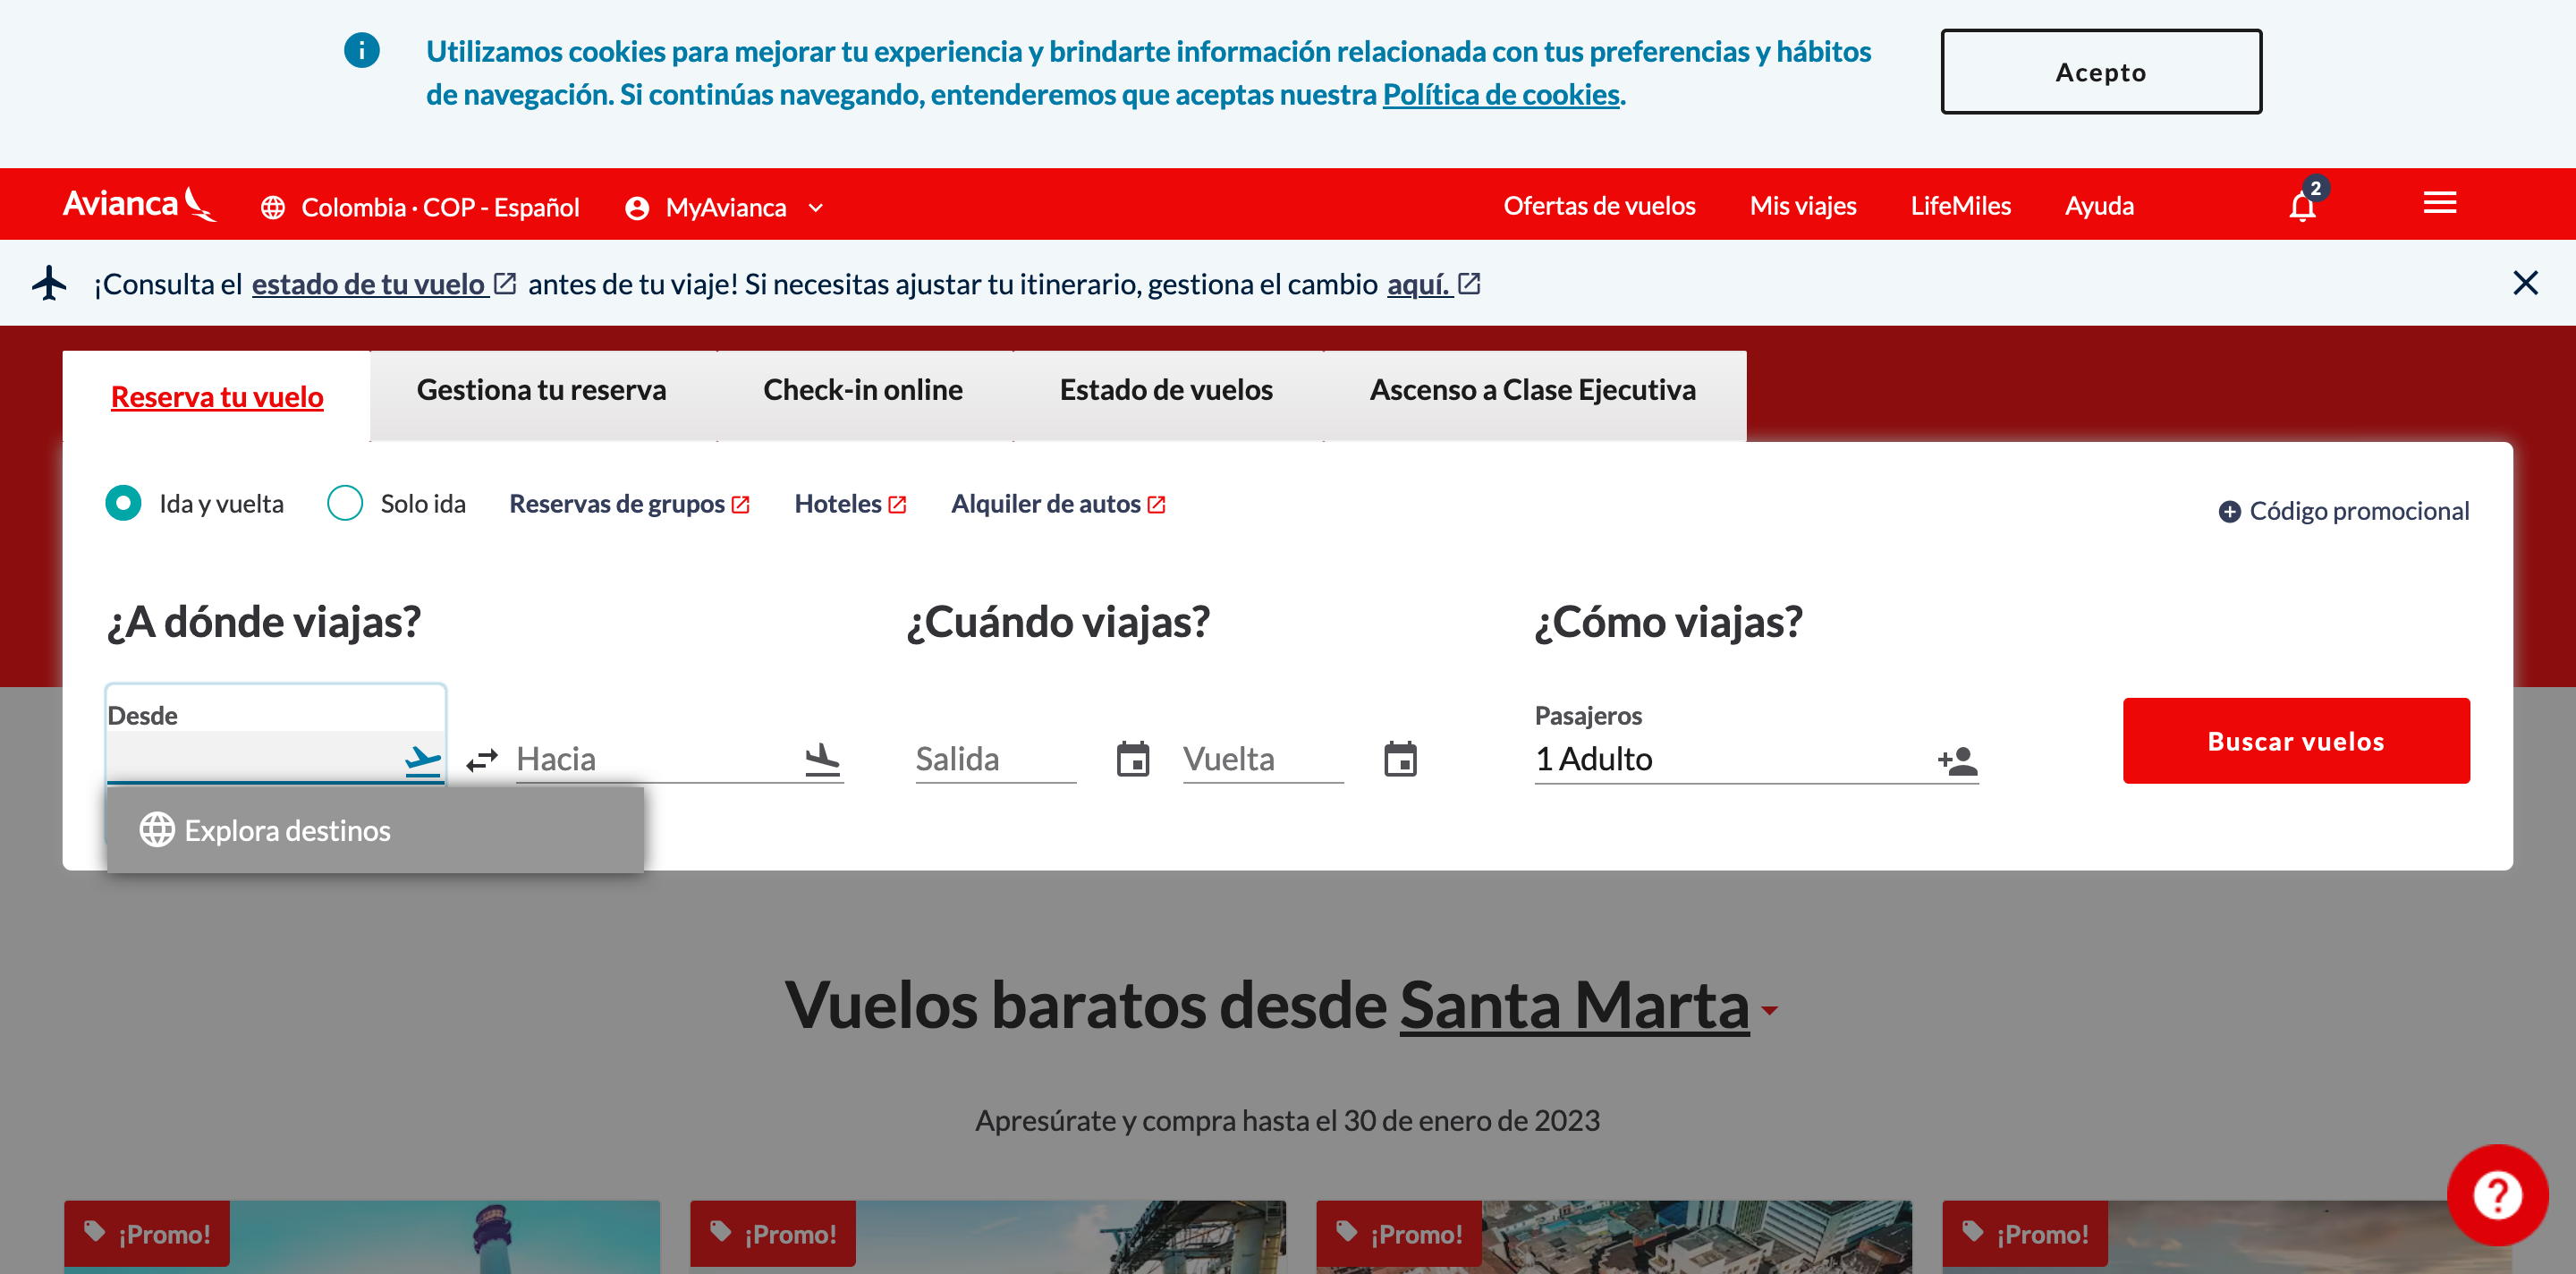 Utilizamos cookies para mejorar tu experiencia y brindarte información relacionada con tus preferencias y hábitos
de navegación. Si continúas navegando, entenderemos que aceptas nuestra Política de cookies.
Acepto
Avianca
Colombia · COP - Español
MyAvianca
Ofertas de vuelos
Mis viajes
LifeMiles
Ayuda
2
¡Consulta el estado de tu vuelo antes de tu viaje! Si necesitas ajustar tu itinerario, gestiona el cambio aquí.
Reserva tu vuelo
Gestiona tu reserva
Check-in online
Estado de vuelos
Ascenso a Clase Ejecutiva
Ida y vuelta
Solo ida
Reservas de grupos
Hoteles
Alquiler de autos
Código promocional
¿A dónde viajas?
¿Cuándo viajas?
¿Cómo viajas?
Desde
Hacia
Salida
Vuelta
Pasajeros
1 Adulto
Buscar vuelos
Explora destinos
Vuelos baratos desde Santa Marta
Apresúrate y compra hasta el 30 de enero de 2023
¡Promo!
¡Promo!
¡Promo!
¡Promo!